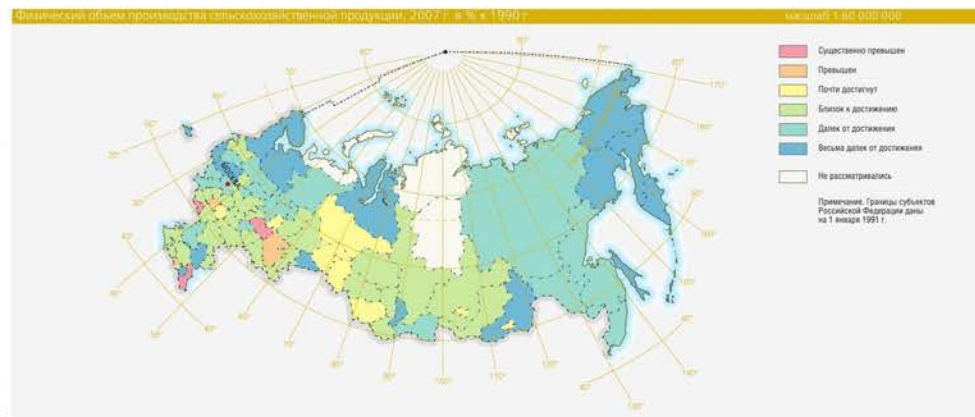 Физический объем производства сельскохозяйственной продукции, 2007 г. в % к 1990 г.
масштаб 1:60 000 000
Существенно превышен
Превышен
Почти достигнут
Близок к достижению
Далек от достижения
Весьма далек от достижения
Не рассматривались
Примечание. Границы субъектов
Российской Федерации даны
на 1 января 1991 г.